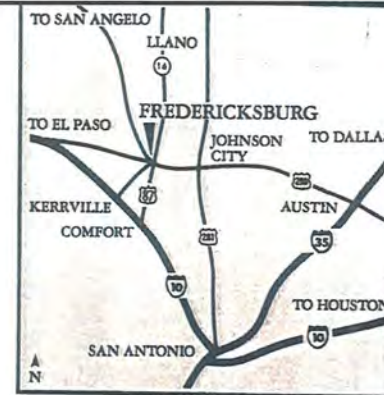 TO SAN ANGELO
LLANO
16
FREDERICKSBURG
TO EL PASO
JOHNSON
CITY
TO DALLA
290
KERRVILLE
87
AUSTIN
COMFORT
281
35
10
TO HOUSTON
SAN ANTONIO
10
N